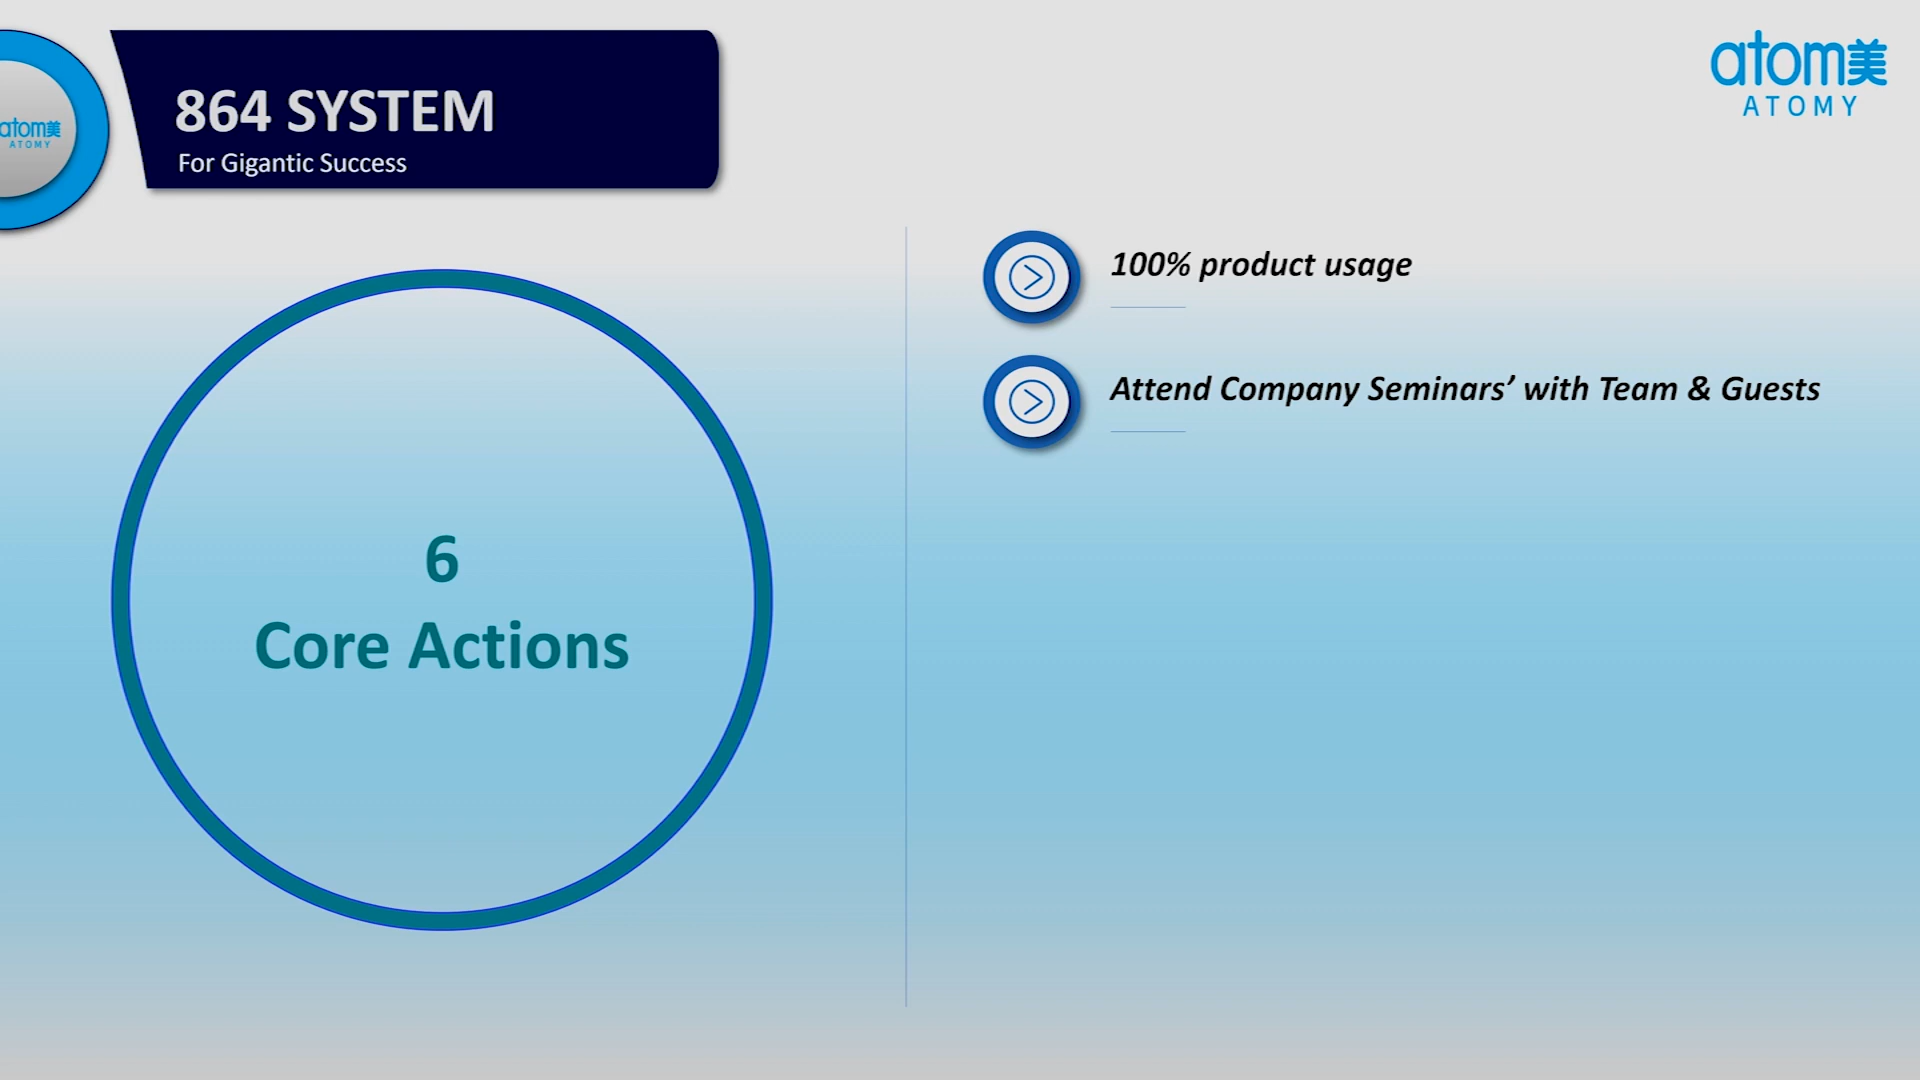 864 SYSTEM
For Gigantic Success
atom美
ATOMY
atom美
ATOMY
100% product usage
Attend Company Seminars’ with Team & Guests
6
Core Actions